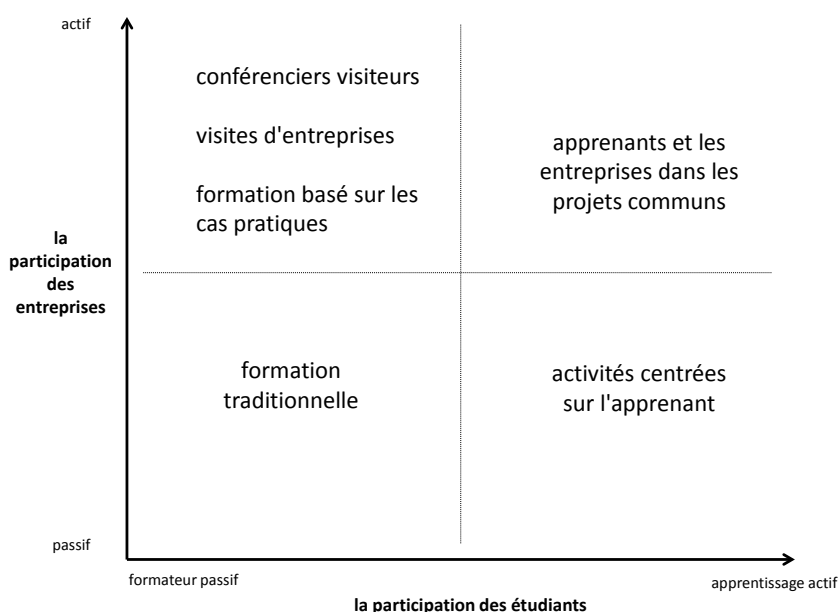 actif
conférenciers visiteurs
visites d'entreprises
formation basé sur les
cas pratiques
apprenants et les
entreprises dans les
projets communs
la
participation
des
entreprises
formation
traditionnelle
activités centrées
sur l'apprenant
passif
formateur passif
apprentissage actif
la participation des étudiants